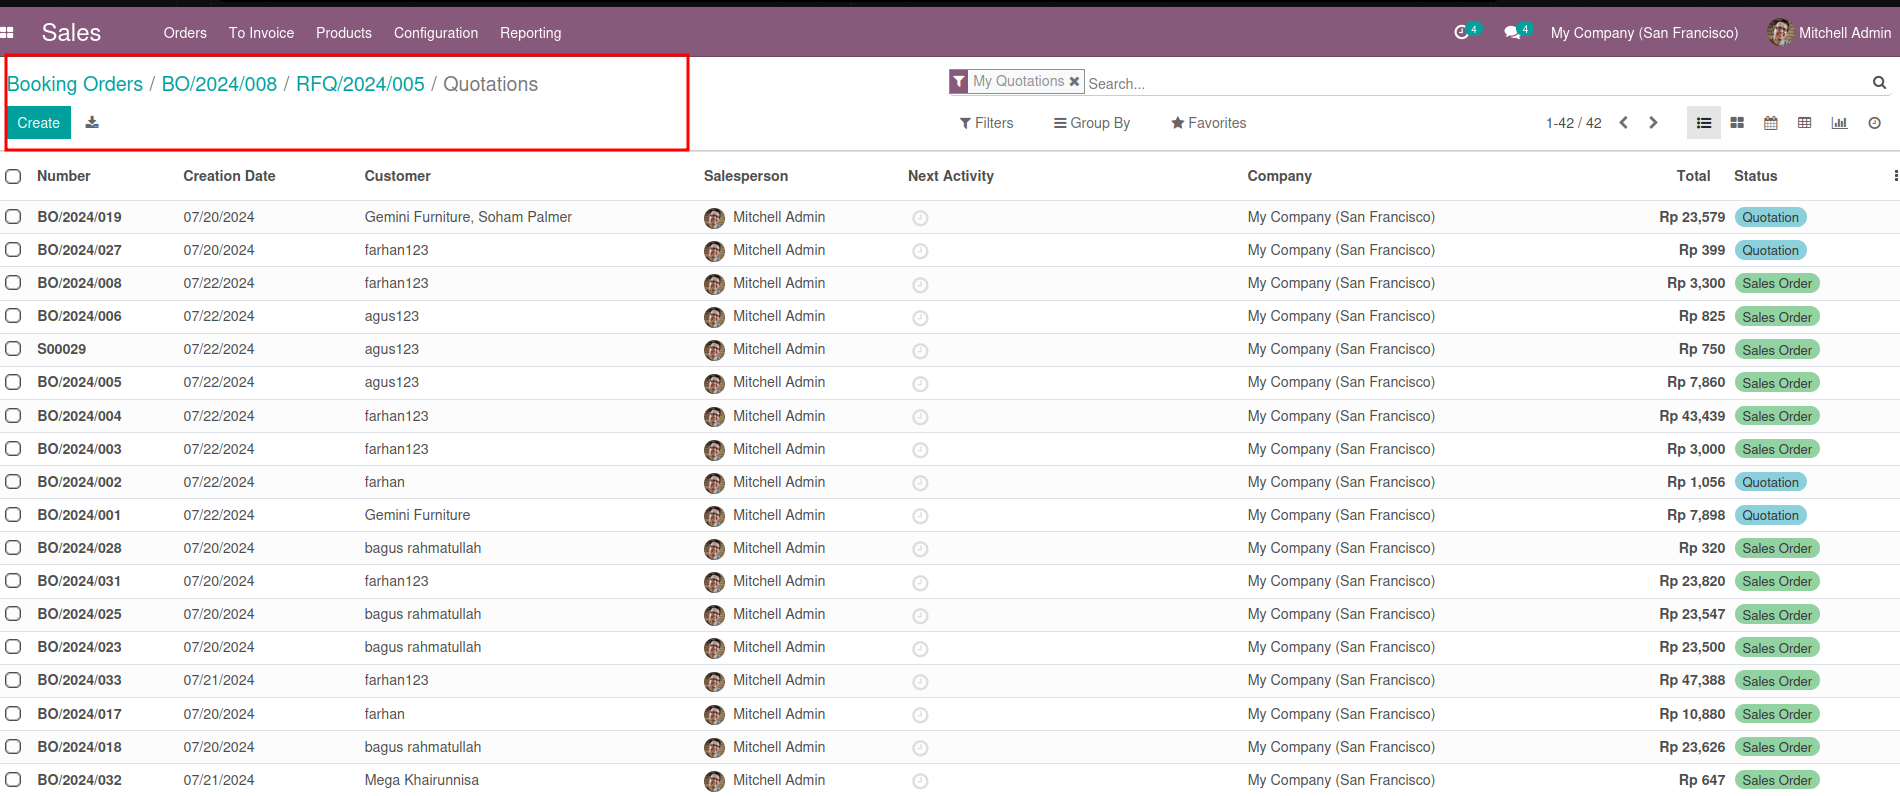 Sales Orders To Invoice Products Configuration Reporting 4 4 My Company (San Francisco) Mitchell Admin
Booking Orders / BO/2024/008 / RFQ/2024/005 / Quotations My Quotations ✖ Search...
Create Filters Group By Favorites 1-42 / 42
Number Creation Date Customer Salesperson Next Activity Company Total Status
BO/2024/019 07/20/2024 Gemini Furniture, Soham Palmer Mitchell Admin My Company (San Francisco) Rp 23,579 Quotation
BO/2024/027 07/20/2024 farhan123 Mitchell Admin My Company (San Francisco) Rp 399 Quotation
BO/2024/008 07/22/2024 farhan123 Mitchell Admin My Company (San Francisco) Rp 3,300 Sales Order
BO/2024/006 07/22/2024 agus123 Mitchell Admin My Company (San Francisco) Rp 825 Sales Order
S00029 07/22/2024 agus123 Mitchell Admin My Company (San Francisco) Rp 750 Sales Order
BO/2024/005 07/22/2024 agus123 Mitchell Admin My Company (San Francisco) Rp 7,860 Sales Order
BO/2024/004 07/22/2024 farhan123 Mitchell Admin My Company (San Francisco) Rp 43,439 Sales Order
BO/2024/003 07/22/2024 farhan123 Mitchell Admin My Company (San Francisco) Rp 3,000 Sales Order
BO/2024/002 07/22/2024 farhan Mitchell Admin My Company (San Francisco) Rp 1,056 Quotation
BO/2024/001 07/22/2024 Gemini Furniture Mitchell Admin My Company (San Francisco) Rp 7,898 Quotation
BO/2024/028 07/20/2024 bagus rahmatullah Mitchell Admin My Company (San Francisco) Rp 320 Sales Order
BO/2024/031 07/20/2024 farhan123 Mitchell Admin My Company (San Francisco) Rp 23,820 Sales Order
BO/2024/025 07/20/2024 bagus rahmatullah Mitchell Admin My Company (San Francisco) Rp 23,547 Sales Order
BO/2024/023 07/20/2024 bagus rahmatullah Mitchell Admin My Company (San Francisco) Rp 23,500 Sales Order
BO/2024/033 07/21/2024 farhan123 Mitchell Admin My Company (San Francisco) Rp 47,388 Sales Order
BO/2024/017 07/20/2024 farhan Mitchell Admin My Company (San Francisco) Rp 10,880 Sales Order
BO/2024/018 07/20/2024 bagus rahmatullah Mitchell Admin My Company (San Francisco) Rp 23,626 Sales Order
BO/2024/032 07/21/2024 Mega Khairunnisa Mitchell Admin My Company (San Francisco) Rp 647 Sales Order